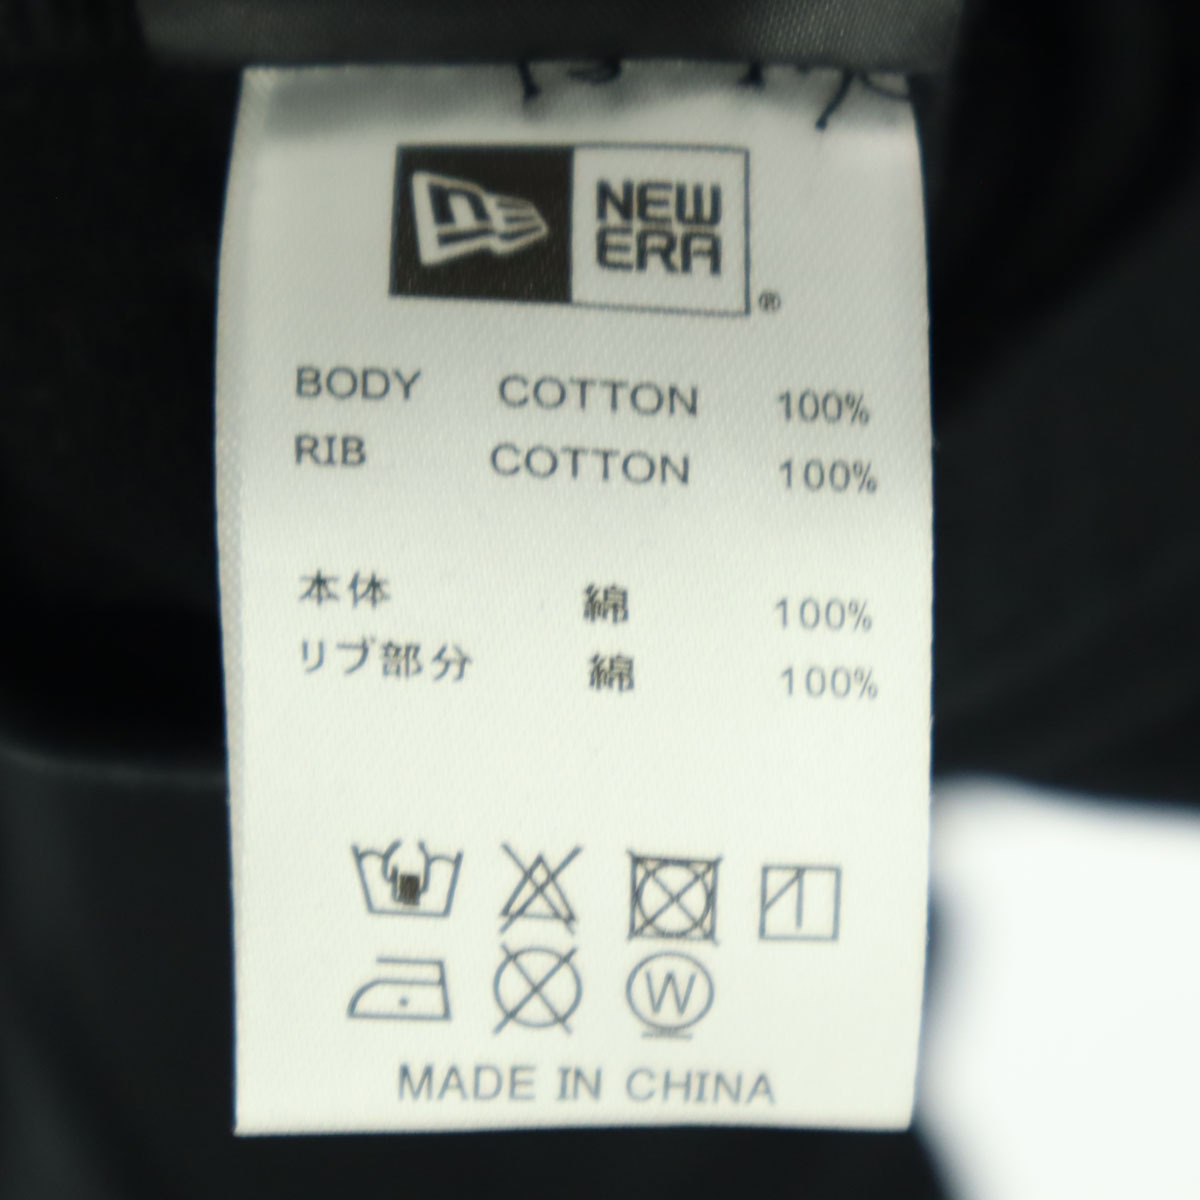 NEW
ERA
®
BODY COTTON 100%
RIB COTTON 100%
本体 綿 100%
リブ部分 綿 100%
W
MADE IN CHINA